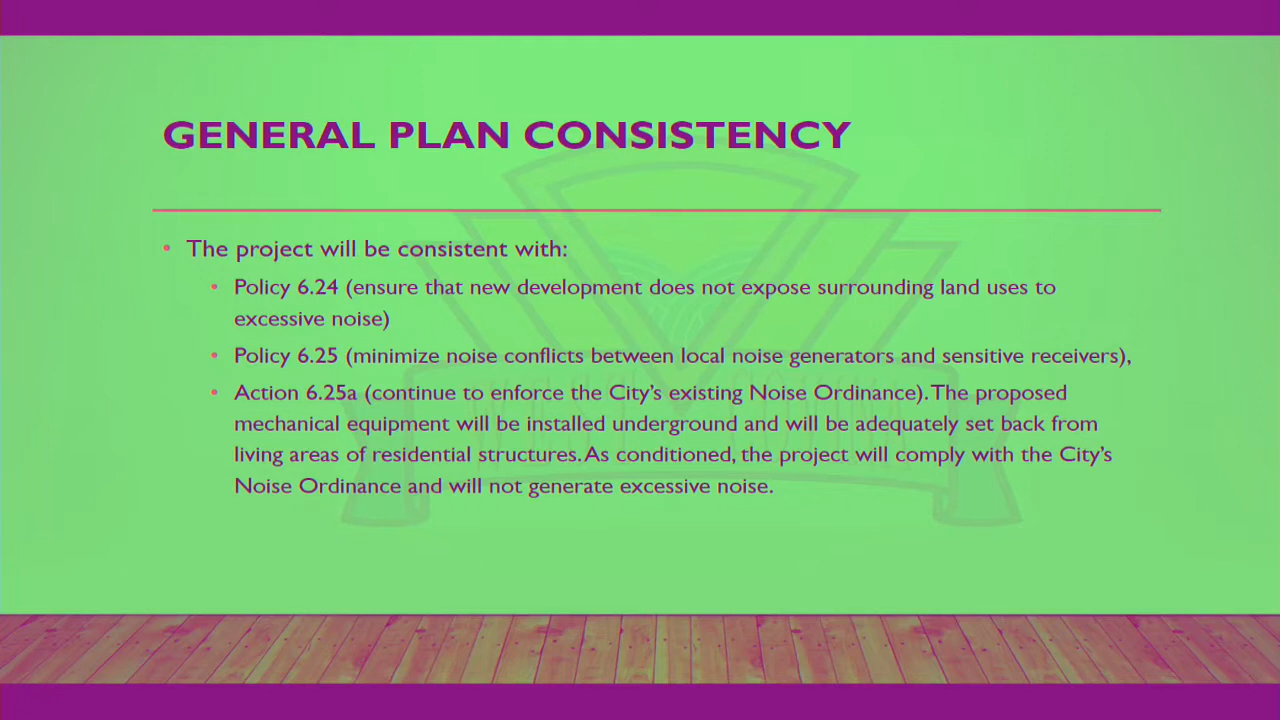 GENERAL PLAN CONSISTENCY
• The project will be consistent with:
• Policy 6.24 (ensure that new development does not expose surrounding land uses to
excessive noise)
• Policy 6.25 (minimize noise conflicts between local noise generators and sensitive receivers),
• Action 6.25a (continue to enforce the City's existing Noise Ordinance). The proposed
mechanical equipment will be installed underground and will be adequately set back from
living areas of residential structures. As conditioned, the project will comply with the City's
Noise Ordinance and will not generate excessive noise.